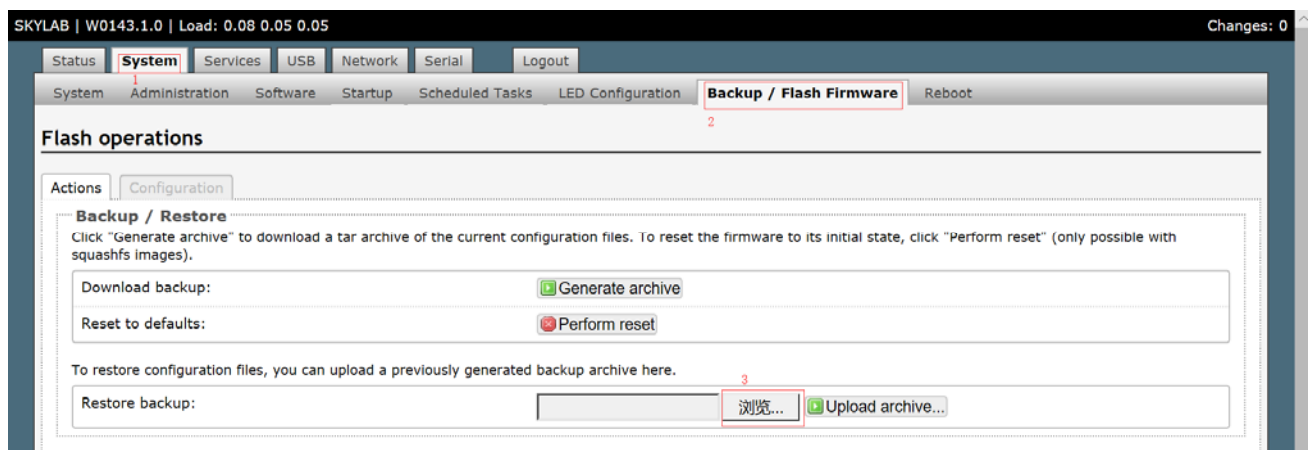 SKYLAB | W0143.1.0 | Load: 0.08 0.05 0.05 Changes: 0
Status System Services USB Network Serial Logout
1
System Administration Software Startup Scheduled Tasks LED Configuration Backup / Flash Firmware Reboot
2
Flash operations
Actions Configuration
Backup / Restore
Click "Generate archive" to download a tar archive of the current configuration files. To reset the firmware to its initial state, click "Perform reset" (only possible with
squashfs images).
Download backup: Generate archive
Reset to defaults: Perform reset
To restore configuration files, you can upload a previously generated backup archive here.
3
Restore backup: 浏览... Upload archive...